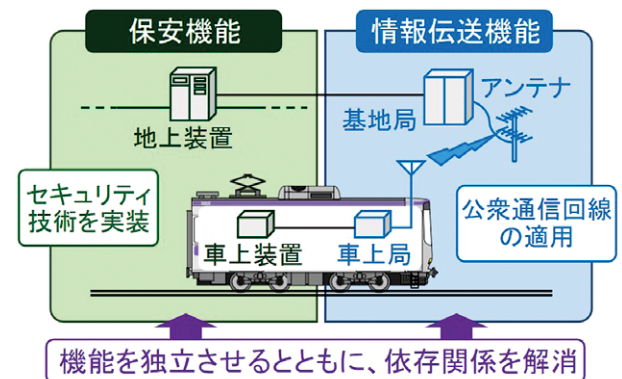 保安機能
情報伝送機能
地上装置
基地局
アンテナ
セキュリティ
技術を実装
公衆通信回線
の適用
車上装置
車上局
機能を独立させるとともに、依存関係を解消